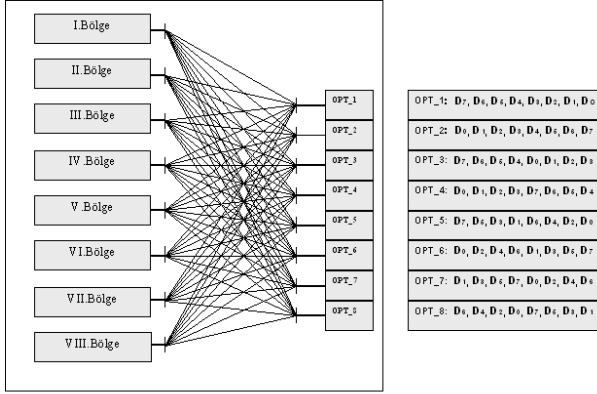 I.Bölge
II.Bölge
III.Bölge
IV.Bölge
V.Bölge
VI.Bölge
VII.Bölge
VIII.Bölge
OPT_1
OPT_2
OPT_3
OPT_4
OPT_5
OPT_6
OPT_7
OPT_8
OPT_1: D7, D6, D5, D4, D3, D2, D1, D0
OPT_2: D0, D1, D2, D3, D4, D5, D6, D7
OPT_3: D7, D6, D5, D4, D0, D1, D2, D3
OPT_4: D0, D1, D2, D3, D7, D6, D5, D4
OPT_5: D7, D5, D3, D1, D6, D4, D2, D0
OPT_6: D0, D2, D4, D6, D1, D3, D5, D7
OPT_7: D1, D3, D5, D7, D0, D2, D4, D6
OPT_8: D6, D4, D2, D0, D7, D5, D3, D1